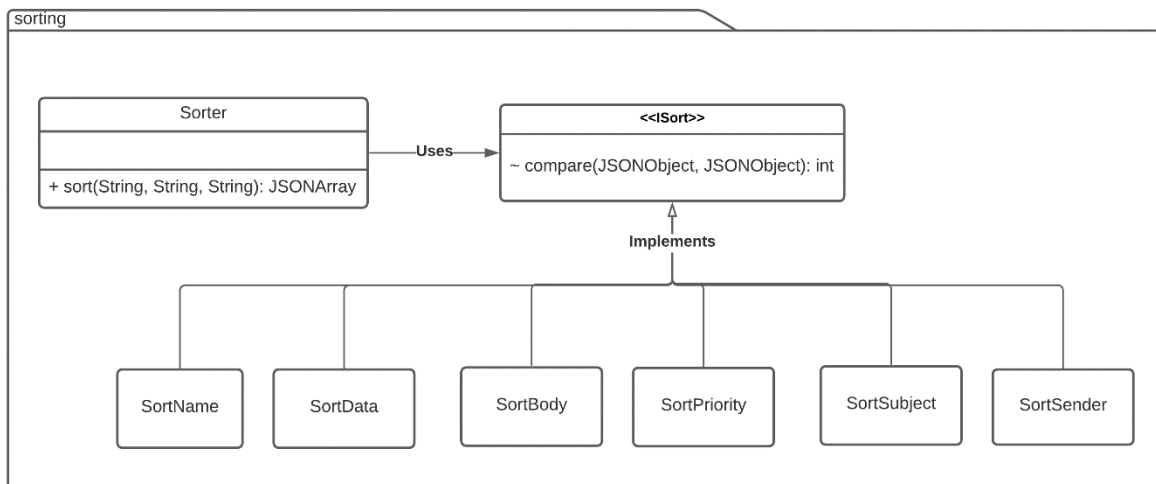 sorting
Sorter
+ sort(String, String, String): JSONArray
Uses
<<ISort>>
~ compare(JSONObject, JSONObject): int
Implements
SortName
SortData
SortBody
SortPriority
SortSubject
SortSender